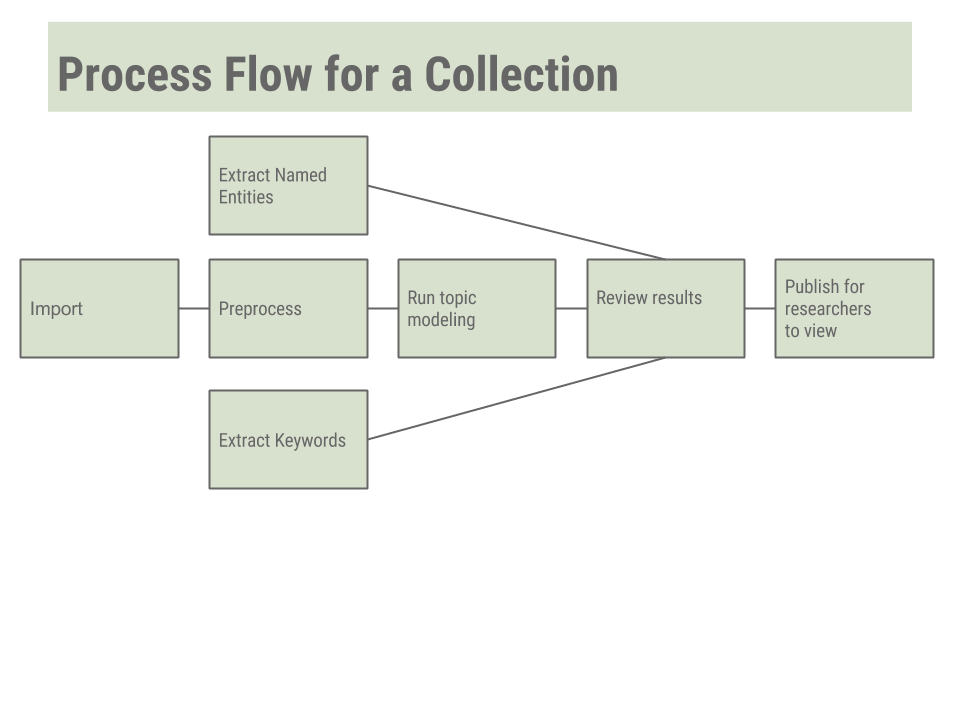 Process Flow for a Collection
Extract Named
Entities
Import
Preprocess
Run topic
modeling
Review results
Publish for
researchers
to view
Extract Keywords